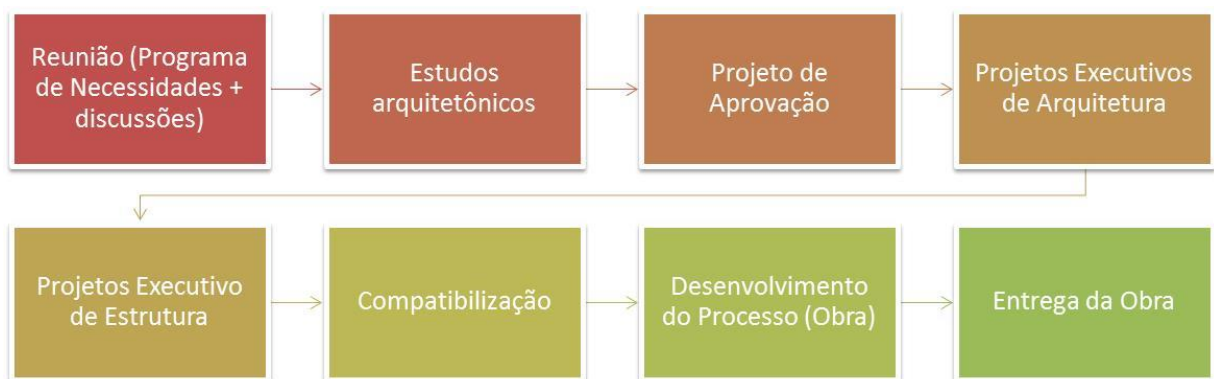 Reunião (Programa
de Necessidades +
discussões)
Estudos
arquitetônicos
Projeto de
Aprovação
Projetos Executivos
de Arquitetura
Projetos Executivo
de Estrutura
Compatibilização
Desenvolvimento
do Processo (Obra)
Entrega da Obra